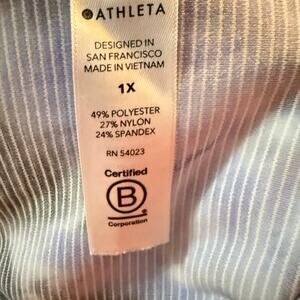 ATHLETA
DESIGNED IN
SAN FRANCISCO
MADE IN VIETNAM
1X
49% POLYESTER
27% NYLON
24% SPANDEX
RN 54023
Certified
B
Corporation